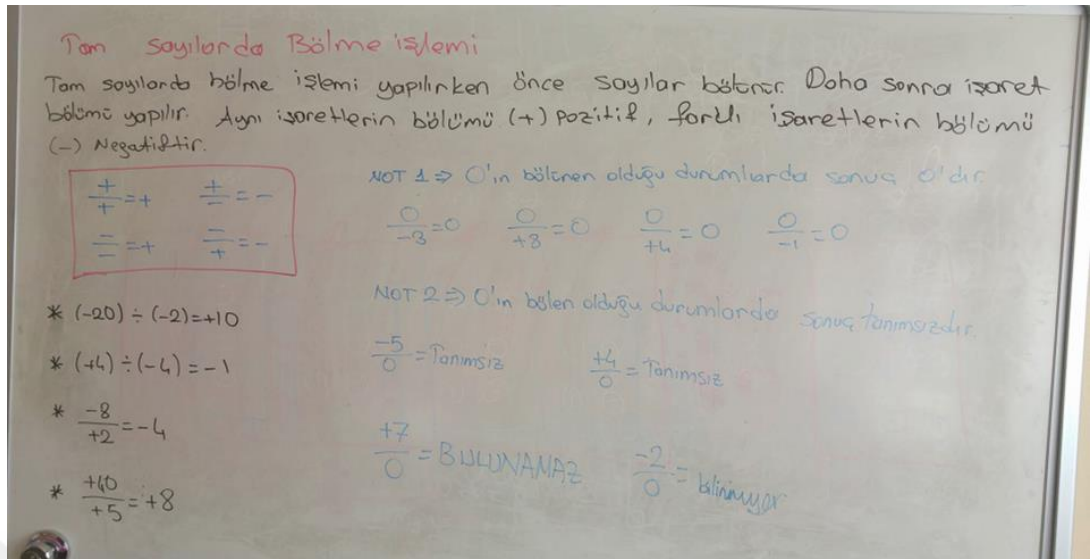 Tam sayılarda Bölme işlemi
Tam sayılarda bölme işlemi yapılırken önce sayılar bölünür. Daha sonra işaret
bölümü yapılır. Aynı işaretlerin bölümü (+) pozitif, farklı işaretlerin bölümü
(-) Negatiftir.
+/+ = + +/- = -
-/- = + -/+ = -
* (-20) ÷ (-2) = +10
* (+4) ÷ (-4) = -1
* -8/+2 = -4
* +40/+5 = +8
NOT 1 ⇒ 0'ın bölünen olduğu durumlarda sonuç 0'dır.
0/-3 = 0 0/+8 = 0 0/+4 = 0 0/-1 = 0
NOT 2 ⇒ 0'ın bölen olduğu durumlarda sonuç tanımsızdır.
-5/0 = Tanımsız +4/0 = Tanımsız
+7/0 = BULUNAMAZ -2/0 = bilinmiyor